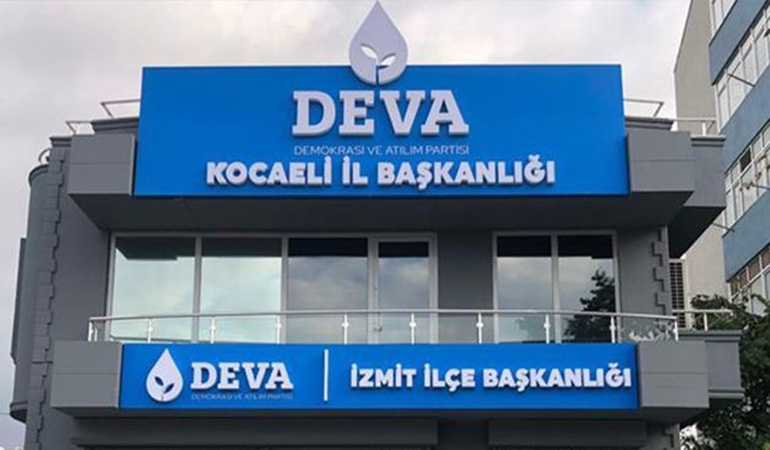 DEVA
DEMOKRASİ VE ATILIM PARTİSİ
KOCAELİ İL BAŞKANLIĞI
DEVA
DEMOKRASİ VE ATILIM PARTİSİ
İZMİT İLÇE BAŞKANLIĞI